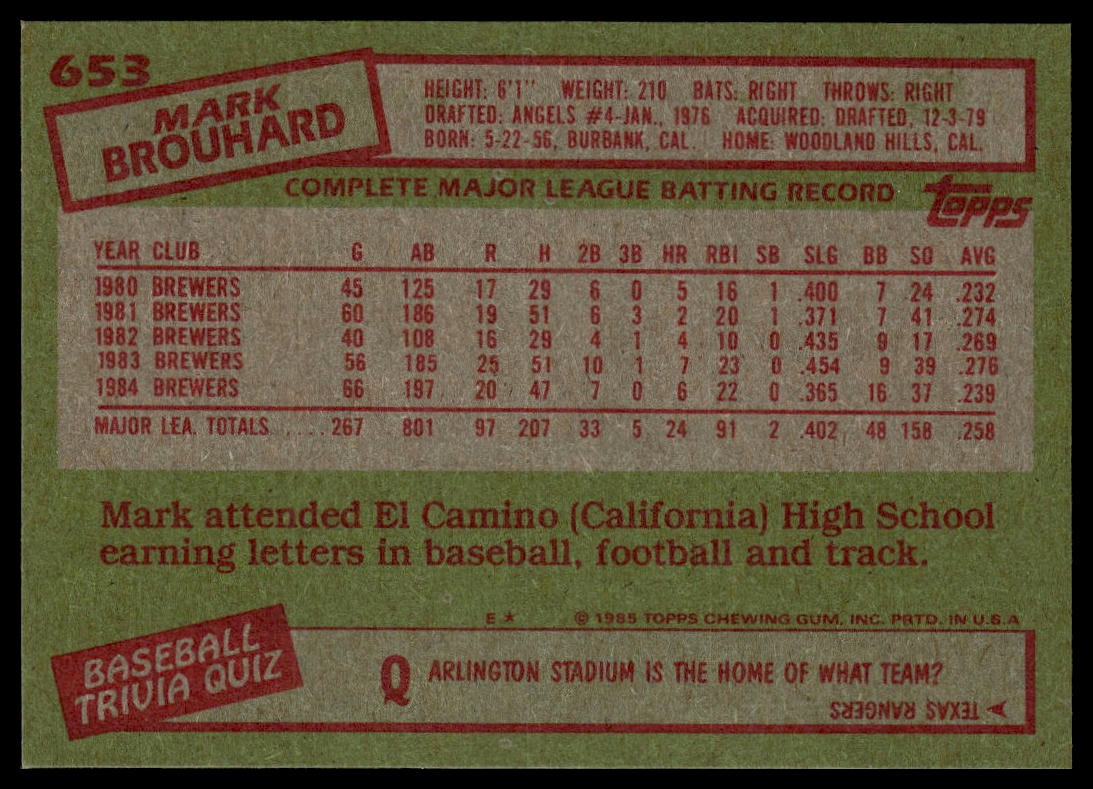 653
MARK
BROUHARD
HEIGHT: 6'1" WEIGHT: 210 BATS: RIGHT THROWS: RIGHT
DRAFTED: ANGELS #4-JAN., 1976 ACQUIRED: DRAFTED, 12-3-79
BORN: 5-22-56, BURBANK, CAL. HOME: WOODLAND HILLS, CAL.
COMPLETE MAJOR LEAGUE BATTING RECORD
TOPPS
YEAR CLUB G AB R H 2B 3B HR RBI SB SLG BB SO AVG
1980 BREWERS 45 125 17 29 6 0 5 16 1 .400 7 24 .232
1981 BREWERS 60 186 19 51 6 3 2 20 1 .371 7 41 .274
1982 BREWERS 40 108 16 29 4 1 4 10 0 .435 9 17 .269
1983 BREWERS 56 185 25 51 10 1 7 23 0 .454 9 39 .276
1984 BREWERS 66 197 20 47 7 0 6 22 0 .365 16 37 .239
MAJOR LEA. TOTALS .... 267 801 97 207 33 5 24 91 2 .402 48 158 .258
Mark attended El Camino (California) High School
earning letters in baseball, football and track.
E ★ © 1985 TOPPS CHEWING GUM, INC. PRTD. IN U.S.A
BASEBALL
TRIVIA QUIZ
Q ARLINGTON STADIUM IS THE HOME OF WHAT TEAM?
A TEXAS RANGERS